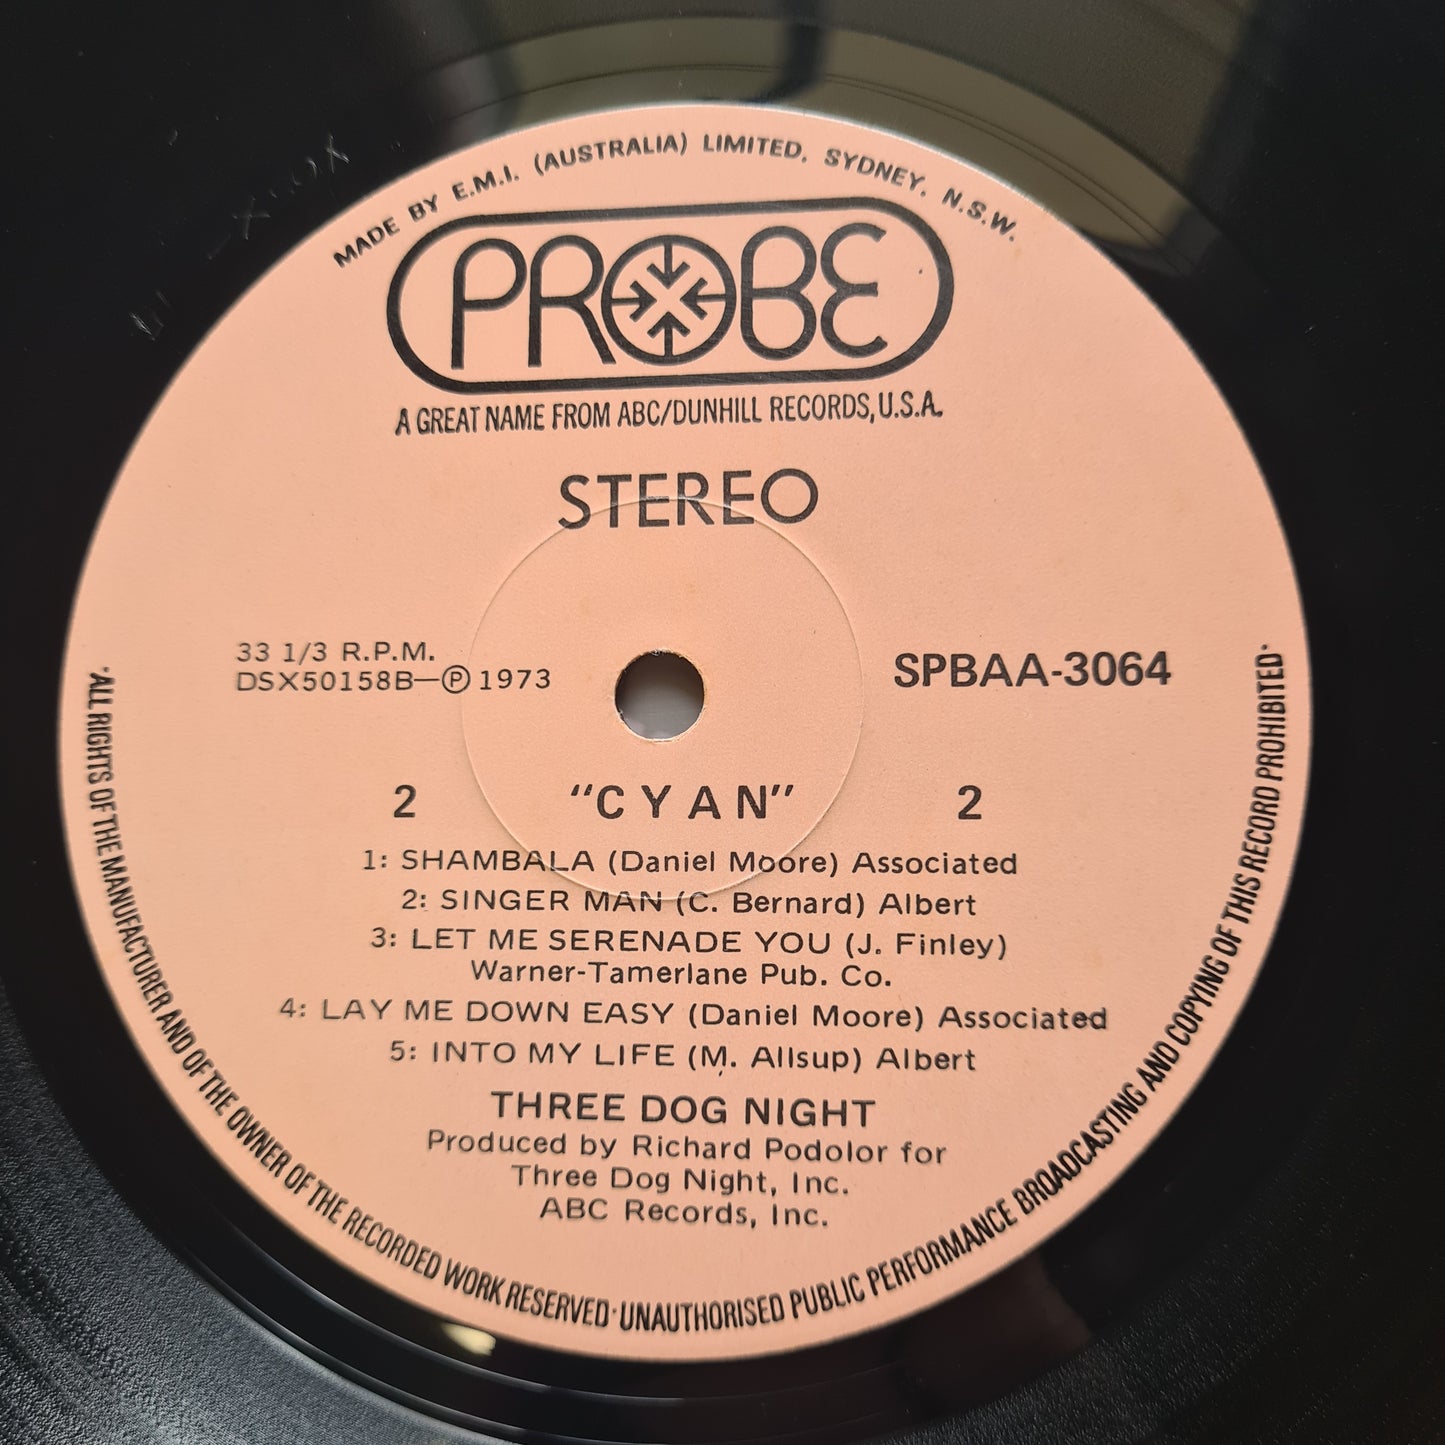 MADE BY E.M.I. (AUSTRALIA) LIMITED. SYDNEY. N.S.W.
PROBE
A GREAT NAME FROM ABC/DUNHILL RECORDS, U.S.A.
STEREO
33 1/3 R.P.M.
DSX50158B—Ⓟ 1973
SPBAA-3064
2 "CYAN" 2
1: SHAMBALA (Daniel Moore) Associated
2: SINGER MAN (C. Bernard) Albert
3: LET ME SERENADE YOU (J. Finley)
Warner-Tamerlane Pub. Co.
4: LAY ME DOWN EASY (Daniel Moore) Associated
5: INTO MY LIFE (M. Allsup) Albert
THREE DOG NIGHT
Produced by Richard Podolor for
Three Dog Night, Inc.
ABC Records, Inc.
·ALL RIGHTS OF THE MANUFACTURER AND OF THE OWNER OF THE RECORDED WORK RESERVED·UNAUTHORISED PUBLIC PERFORMANCE BROADCASTING AND COPYING OF THIS RECORD PROHIBITED·